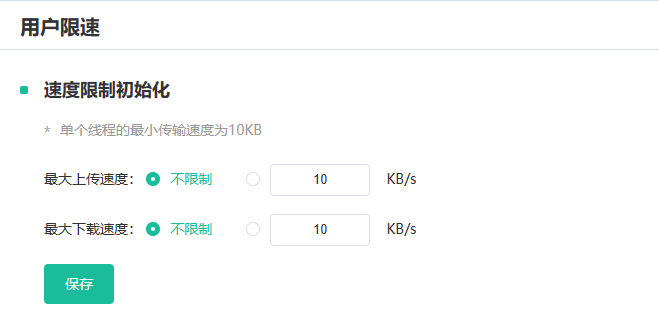 用户限速
速度限制初始化
* 单个线程的最小传输速度为10KB
最大上传速度： 不限制 10 KB/s
最大下载速度： 不限制 10 KB/s
保存